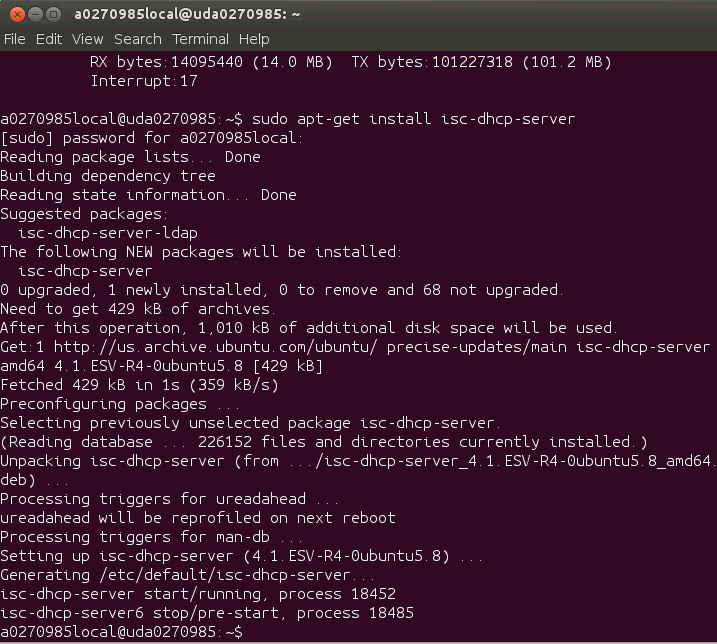 a0270985local@uda0270985: ~
File Edit View Search Terminal Help
RX bytes:14095440 (14.0 MB)  TX bytes:101227318 (101.2 MB)
Interrupt:17
a0270985local@uda0270985:~$ sudo apt-get install isc-dhcp-server
[sudo] password for a0270985local:
Reading package lists... Done
Building dependency tree
Reading state information... Done
Suggested packages:
isc-dhcp-server-ldap
The following NEW packages will be installed:
isc-dhcp-server
0 upgraded, 1 newly installed, 0 to remove and 68 not upgraded.
Need to get 429 kB of archives.
After this operation, 1,010 kB of additional disk space will be used.
Get:1 http://us.archive.ubuntu.com/ubuntu/ precise-updates/main isc-dhcp-server
amd64 4.1.ESV-R4-0ubuntu5.8 [429 kB]
Fetched 429 kB in 1s (359 kB/s)
Preconfiguring packages ...
Selecting previously unselected package isc-dhcp-server.
(Reading database ... 226152 files and directories currently installed.)
Unpacking isc-dhcp-server (from .../isc-dhcp-server_4.1.ESV-R4-0ubuntu5.8_amd64.
deb) ...
Processing triggers for ureadahead ...
ureadahead will be reprofiled on next reboot
Processing triggers for man-db ...
Setting up isc-dhcp-server (4.1.ESV-R4-0ubuntu5.8) ...
Generating /etc/default/isc-dhcp-server...
isc-dhcp-server start/running, process 18452
isc-dhcp-server6 stop/pre-start, process 18485
a0270985local@uda0270985:~$